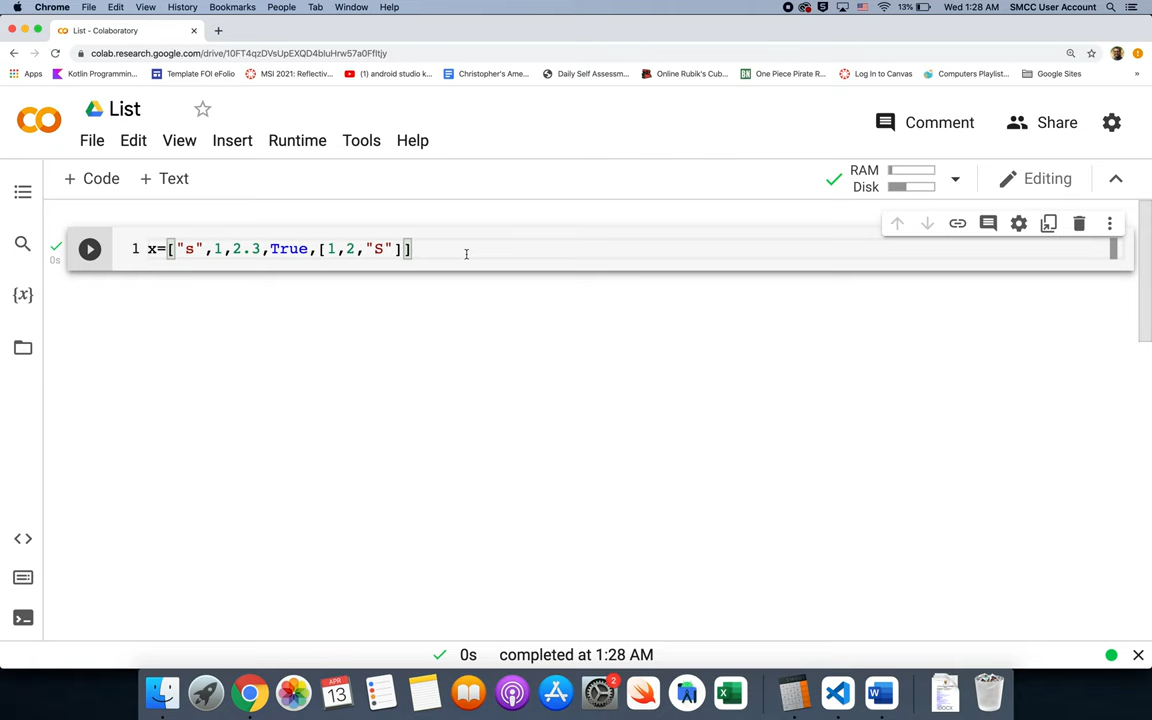 Chrome File Edit View History Bookmarks People Tab Window Help 13% Wed 1:28 AM SMCC User Account
List - Colaboratory
colab.research.google.com/drive/10FT4qzDVsUpEXQD4bluHrw57a0Ffltjy
Apps Kotlin Programmin... Template FOI eFolio MSI 2021: Reflectiv... (1) android studio k... Christopher's Ame... Daily Self Assessm... Online Rubik's Cub... One Piece Pirate R... Log In to Canvas Computers Playlist... Google Sites »
List
File Edit View Insert Runtime Tools Help
Comment Share
+ Code + Text
RAM
Disk
Editing
1 x=["s",1,2.3,True,[1,2,"S"]]
0s
{x}
0s completed at 1:28 AM
APR
13
2